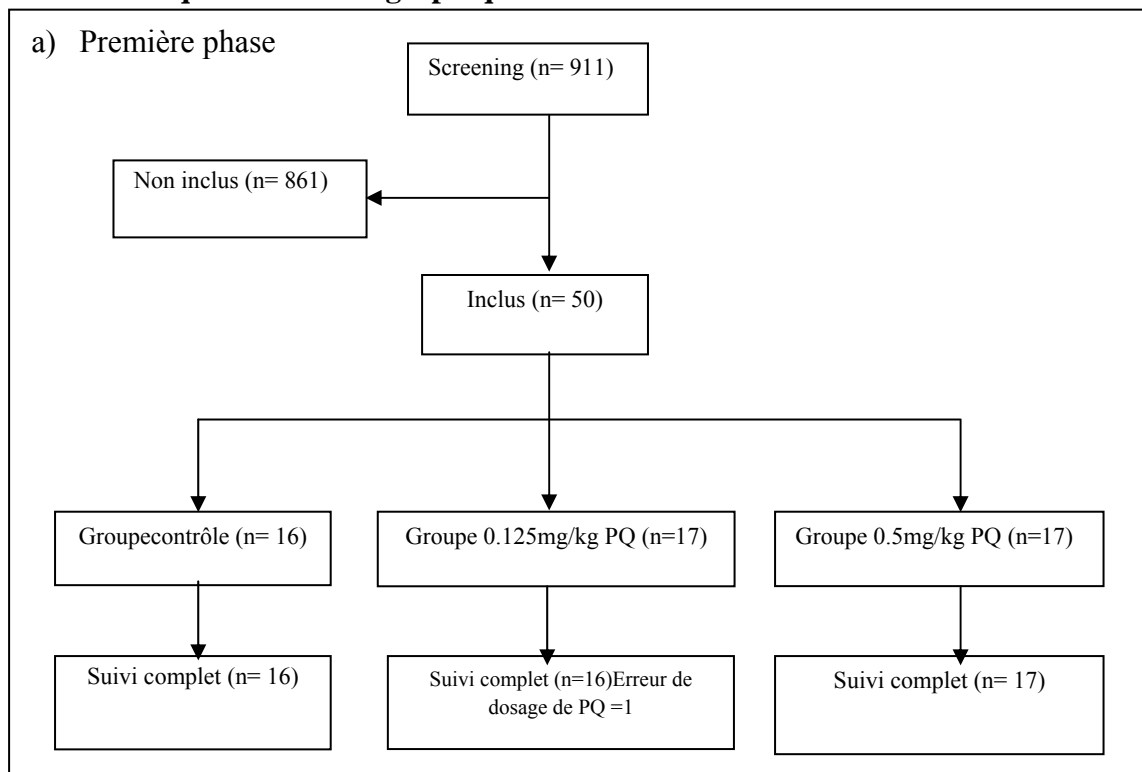 a) Première phase
Screening (n= 911)
Non inclus (n= 861)
Inclus (n= 50)
Groupecontrôle (n= 16)
Groupe 0.125mg/kg PQ (n=17)
Groupe 0.5mg/kg PQ (n=17)
Suivi complet (n= 16)
Suivi complet (n=16)Erreur de
dosage de PQ =1
Suivi complet (n= 17)